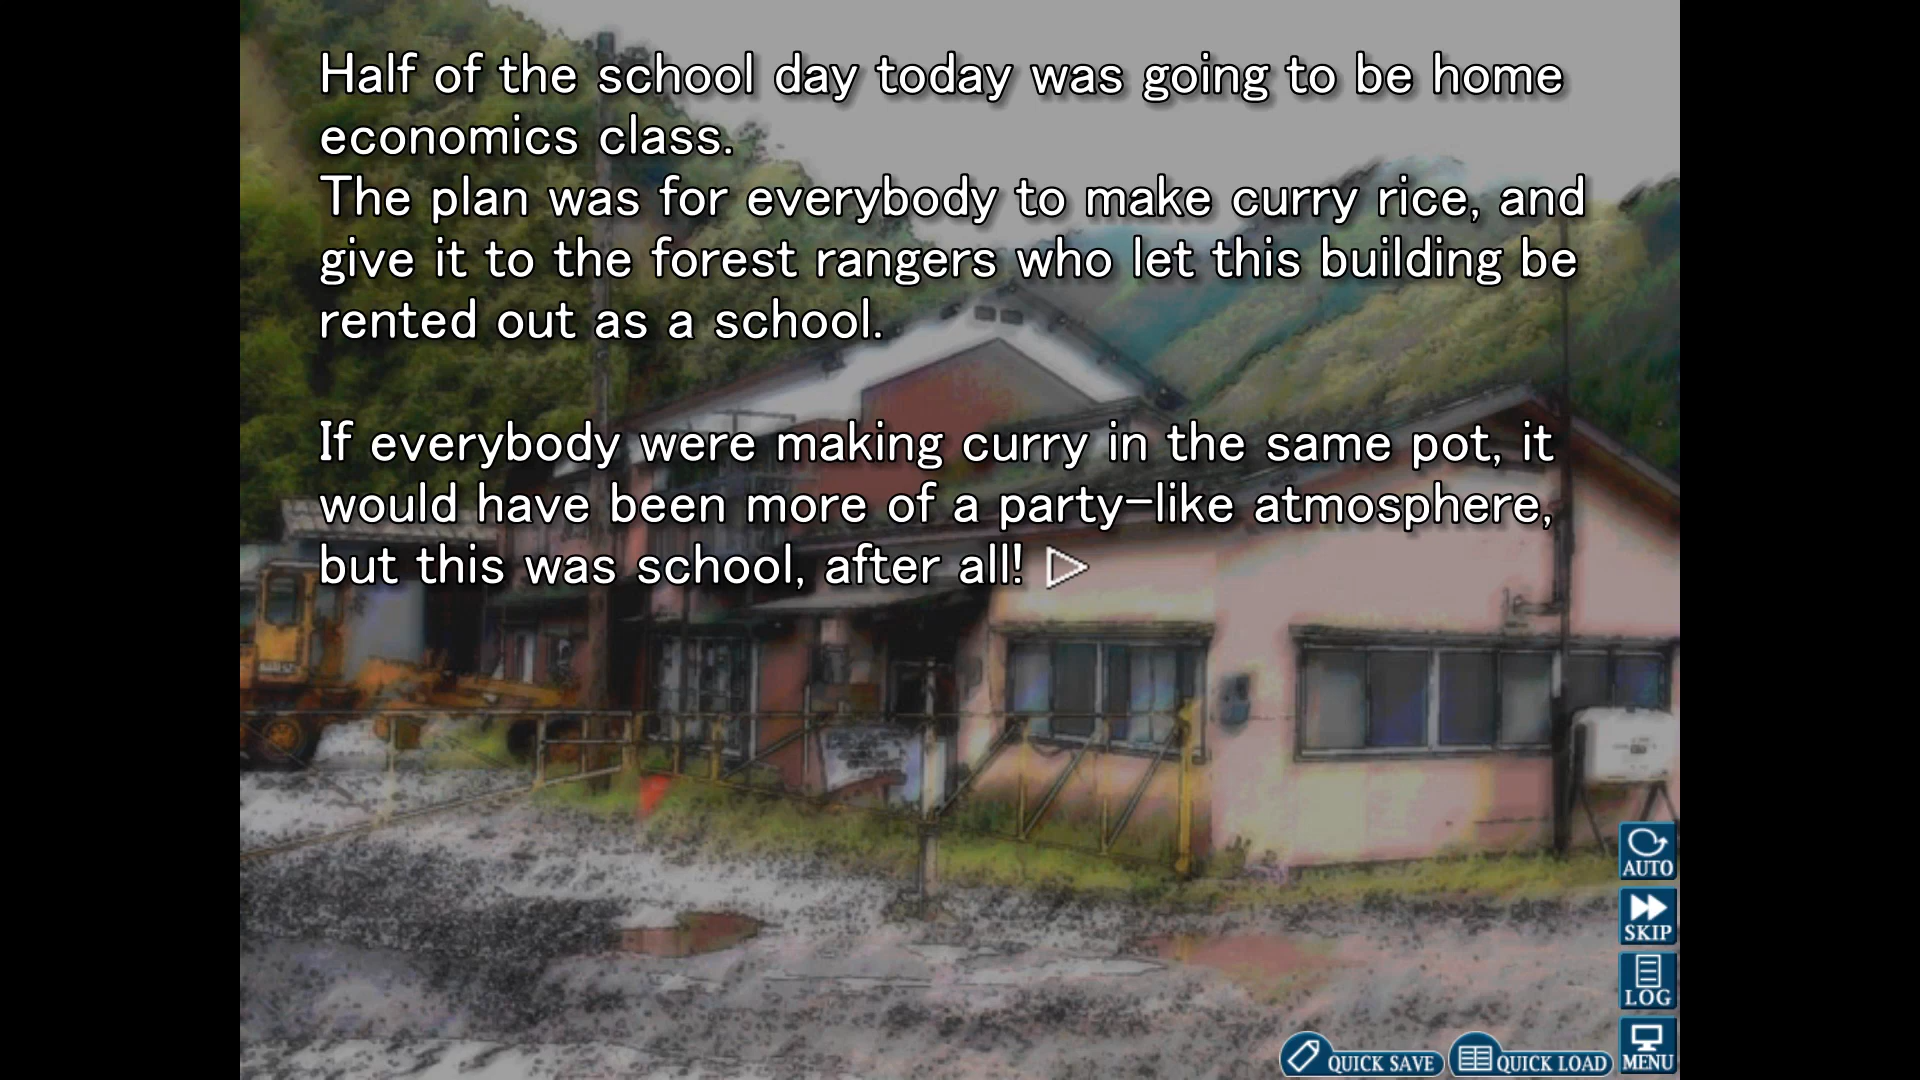 Half of the school day today was going to be home
economics class.
The plan was for everybody to make curry rice, and
give it to the forest rangers who let this building be
rented out as a school.
If everybody were making curry in the same pot, it
would have been more of a party-like atmosphere,
but this was school, after all!
AUTO
SKIP
LOG
MENU
QUICK SAVE
QUICK LOAD